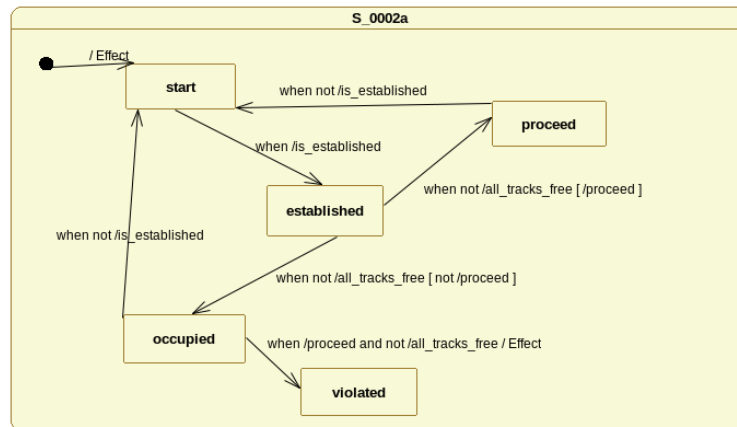 S_0002a
/ Effect
start
when not /is_established
proceed
when /is_established
when not /all_tracks_free [ /proceed ]
established
when not /is_established
when not /all_tracks_free [ not /proceed ]
occupied
when /proceed and not /all_tracks_free / Effect
violated